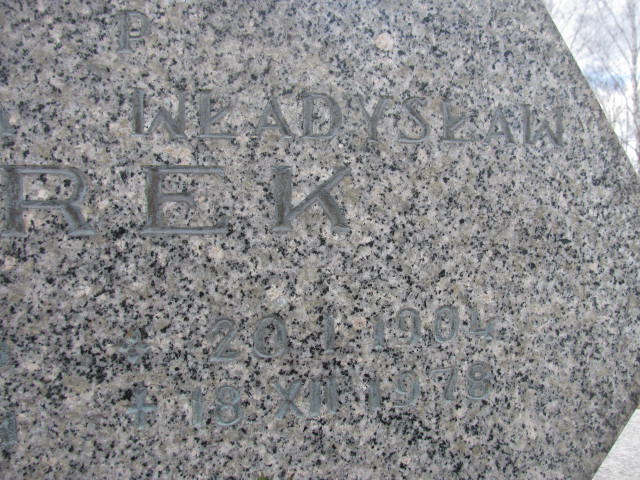 P
WŁADYSŁAW
REK
20 I 1904
18 XII 1978